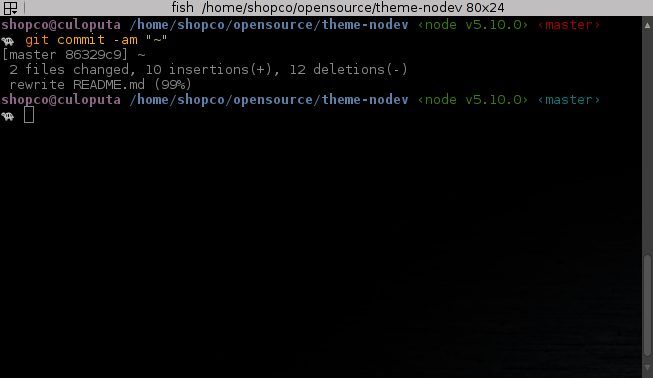 fish /home/shopco/opensource/theme-nodev 80x24
shopco@culoputa /home/shopco/opensource/theme-nodev ‹node v5.10.0› ‹master›
🐢 git commit -am "~"
[master 86329c9] ~
2 files changed, 10 insertions(+), 12 deletions(-)
rewrite README.md (99%)
shopco@culoputa /home/shopco/opensource/theme-nodev ‹node v5.10.0› ‹master›
🐢